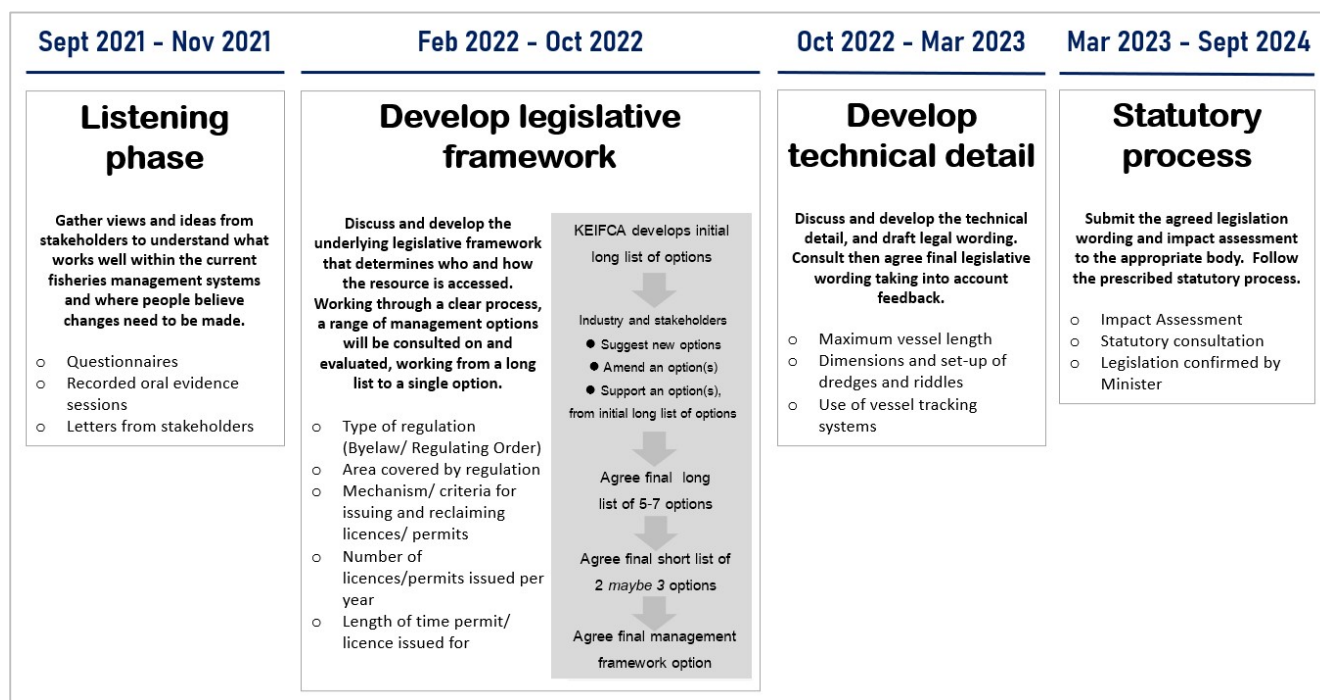 Sept 2021 - Nov 2021
Listening
phase
Gather views and ideas from
stakeholders to understand what
works well within the current
fisheries management systems
and where people believe
changes need to be made.
o Questionnaires
o Recorded oral evidence
sessions
o Letters from stakeholders
Feb 2022 - Oct 2022
Develop legislative
framework
Discuss and develop the
underlying legislative framework
that determines who and how
the resource is accessed.
Working through a clear process,
a range of management options
will be consulted on and
evaluated, working from a long
list to a single option.
o Type of regulation
(Byelaw/ Regulating Order)
o Area covered by regulation
o Mechanism/ criteria for
issuing and reclaiming
licences/ permits
o Number of
licences/permits issued per
year
o Length of time permit/
licence issued for
KEIFCA develops initial
long list of options
Industry and stakeholders
● Suggest new options
● Amend an option(s)
● Support an option(s),
from initial long list of options
Agree final long
list of 5-7 options
Agree final short list of
2 maybe 3 options
Agree final management
framework option
Oct 2022 - Mar 2023
Develop
technical detail
Discuss and develop the technical
detail, and draft legal wording.
Consult then agree final legislative
wording taking into account
feedback.
o Maximum vessel length
o Dimensions and set-up of
dredges and riddles
o Use of vessel tracking
systems
Mar 2023 - Sept 2024
Statutory
process
Submit the agreed legislation
wording and impact assessment
to the appropriate body. Follow
the prescribed statutory process.
o Impact Assessment
o Statutory consultation
o Legislation confirmed by
Minister